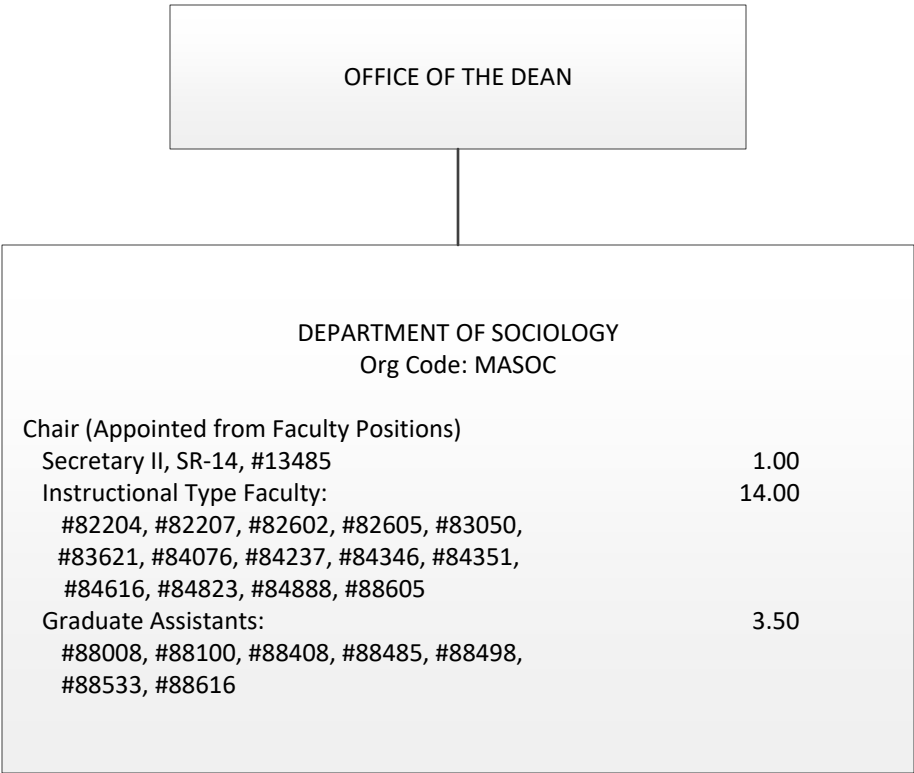 OFFICE OF THE DEAN
DEPARTMENT OF SOCIOLOGY
Org Code: MASOC
Chair (Appointed from Faculty Positions)
Secretary II, SR-14, #13485 1.00
Instructional Type Faculty: 14.00
#82204, #82207, #82602, #82605, #83050,
#83621, #84076, #84237, #84346, #84351,
#84616, #84823, #84888, #88605
Graduate Assistants: 3.50
#88008, #88100, #88408, #88485, #88498,
#88533, #88616